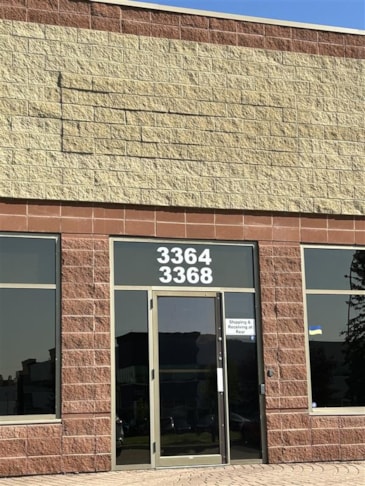 3364
3368
Shipping &
Receiving at
Rear